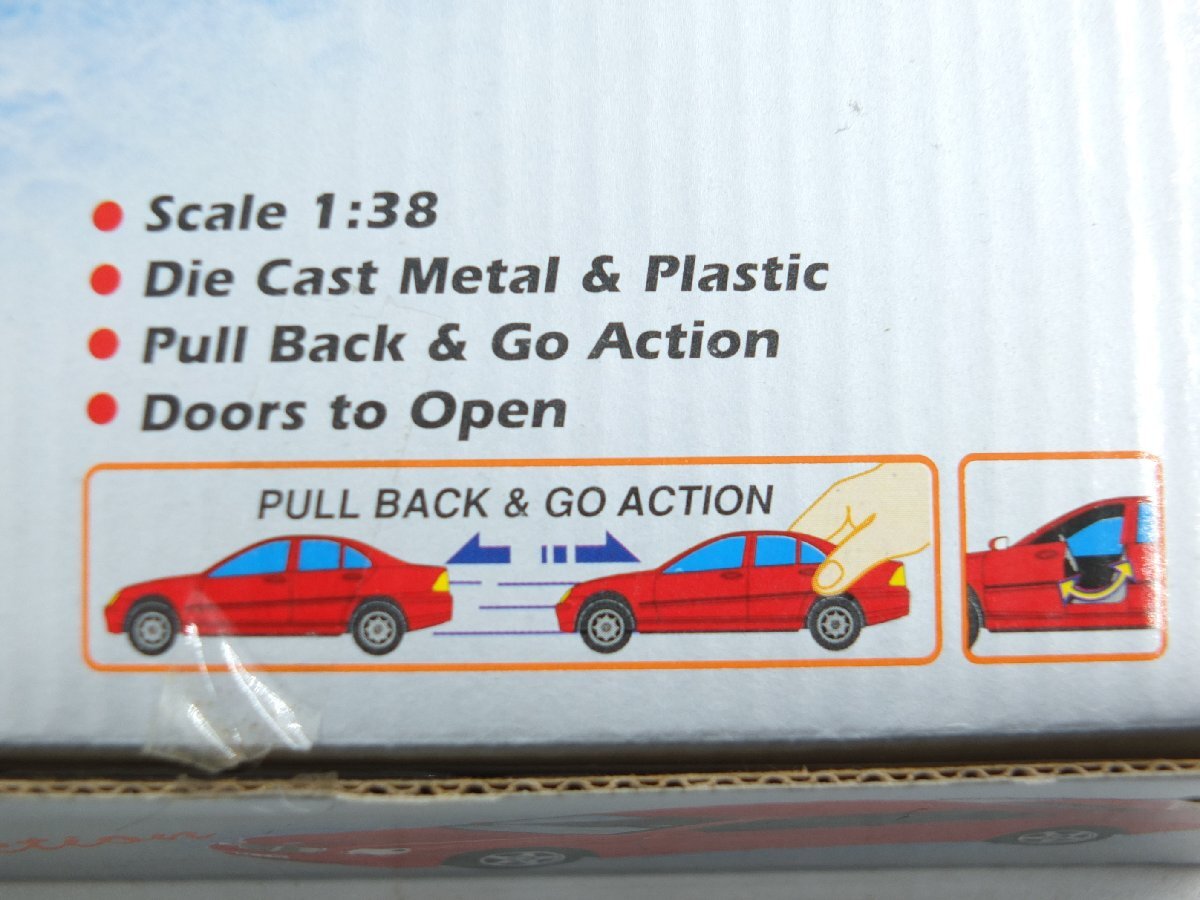 Scale 1:38
Die Cast Metal & Plastic
Pull Back & Go Action
Doors to Open
PULL BACK & GO ACTION